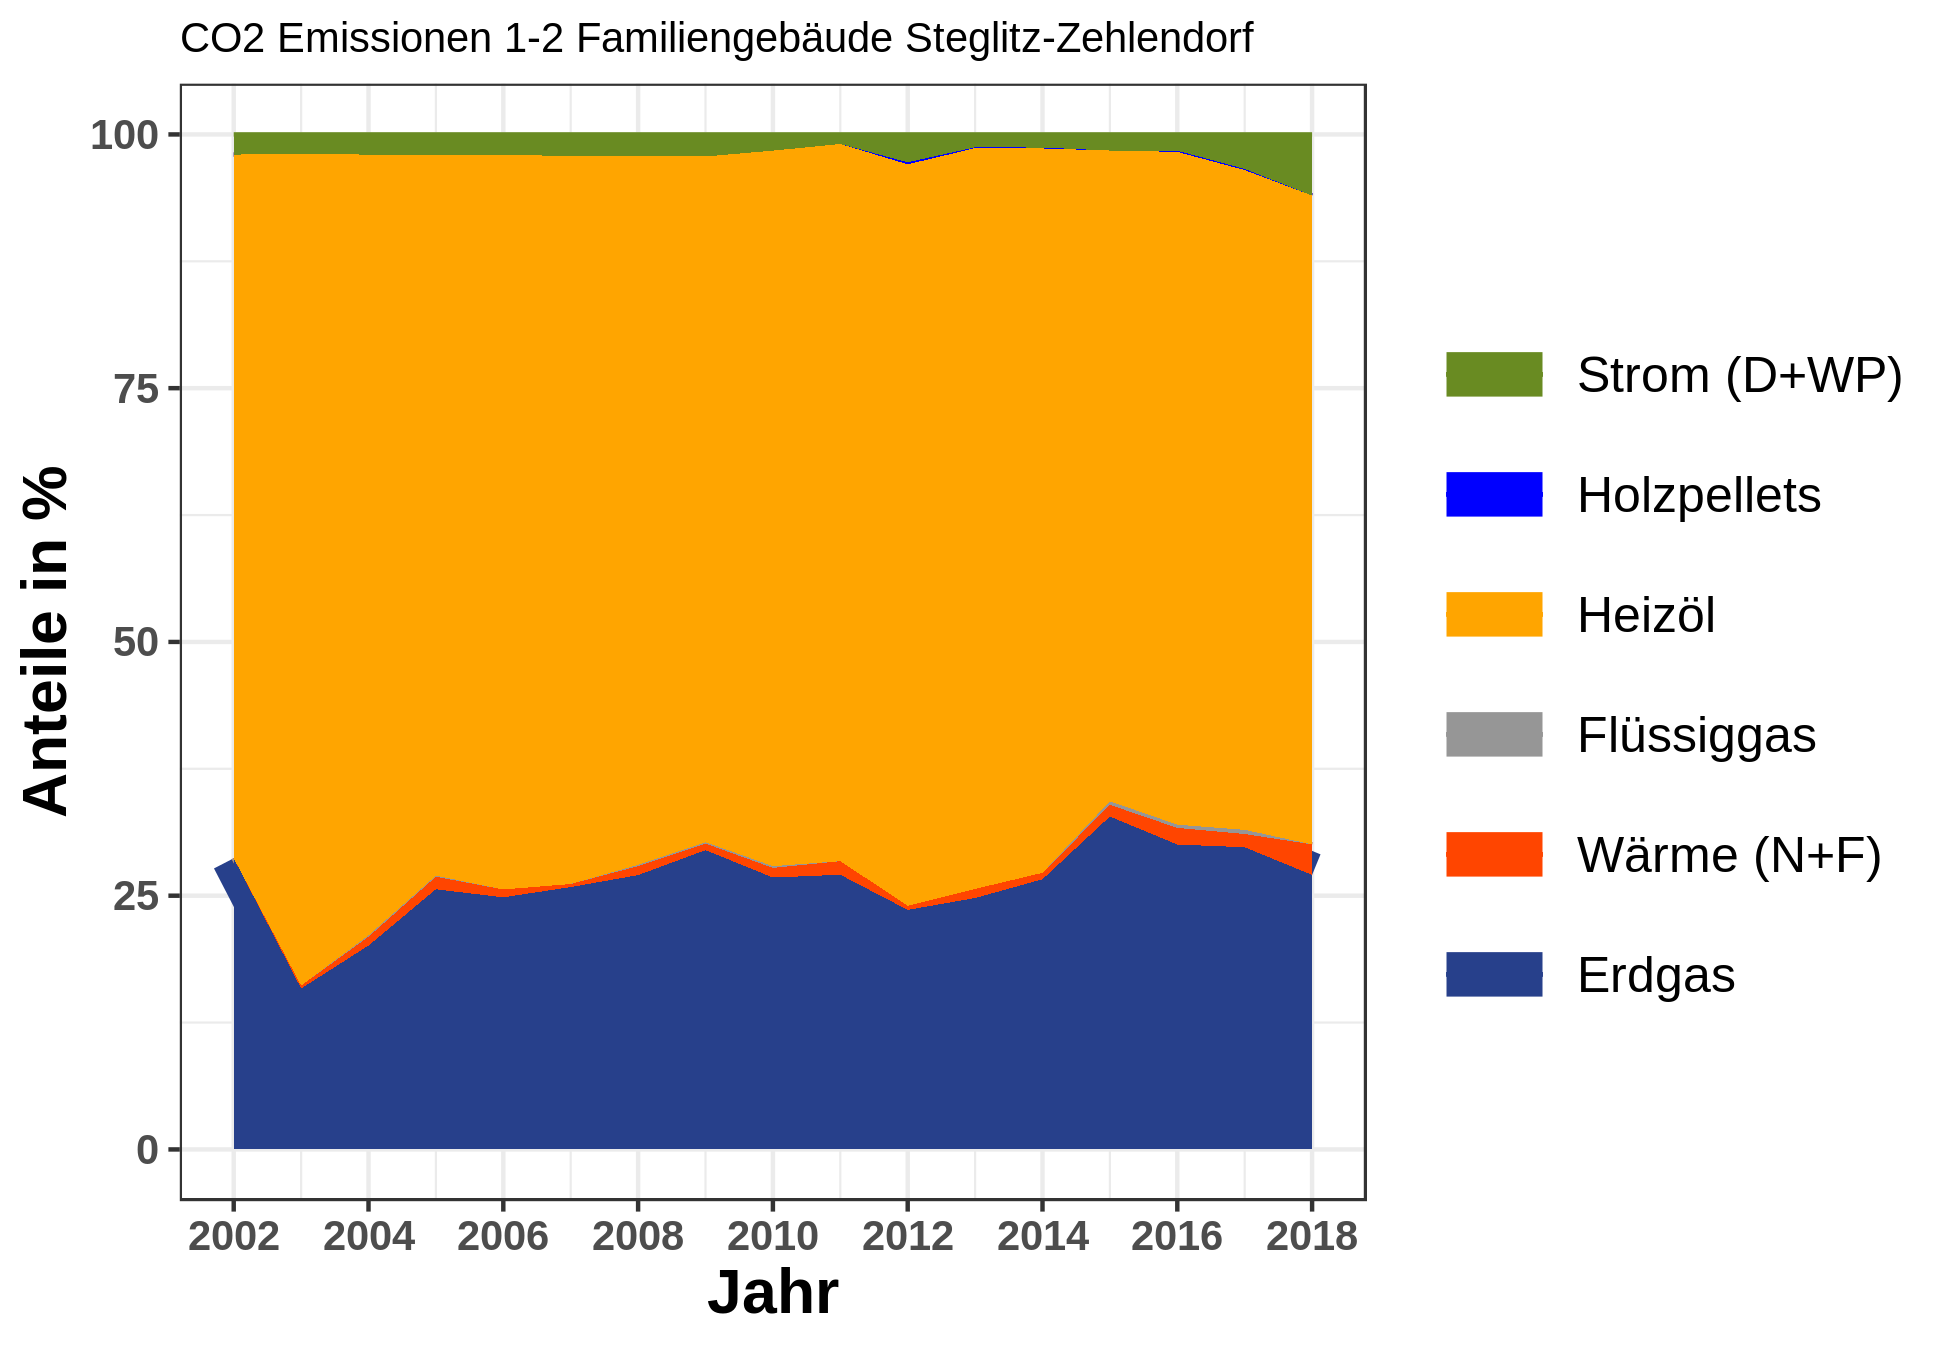 CO2 Emissionen 1-2 Familiengebäude Steglitz-Zehlendorf
Anteile in %
100
75
50
25
0
2002 2004 2006 2008 2010 2012 2014 2016 2018
Jahr
Strom (D+WP)
Holzpellets
Heizöl
Flüssiggas
Wärme (N+F)
Erdgas